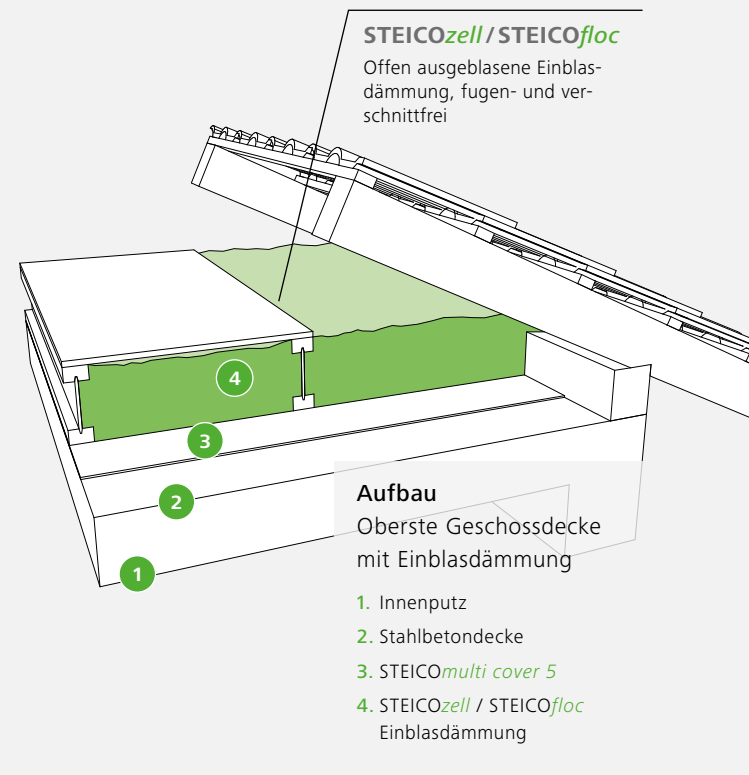 STEICOzell / STEICOfloc
Offen ausgeblasene Einblas-
dämmung, fugen- und ver-
schnittfrei
4
3
2
1
Aufbau
Oberste Geschossdecke
mit Einblasdämmung
1. Innenputz
2. Stahlbetondecke
3. STEICOmulti cover 5
4. STEICOzell / STEICOfloc
Einblasdämmung